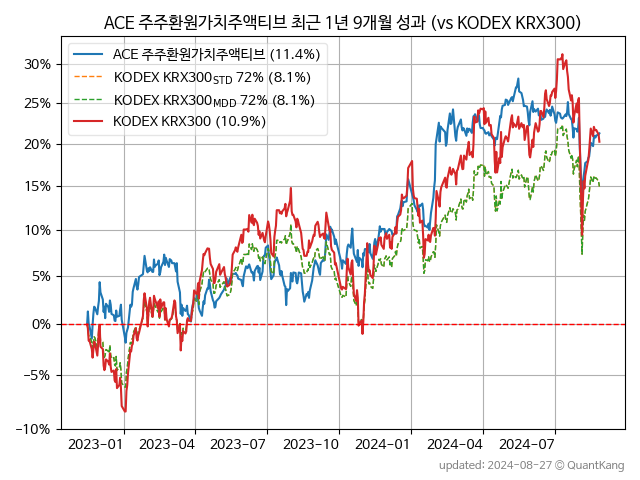 ACE 주주환원가치주액티브 최근 1년 9개월 성과 (vs KODEX KRX300)
ACE 주주환원가치주액티브 (11.4%)
KODEX KRX300STD 72% (8.1%)
KODEX KRX300MDD 72% (8.1%)
KODEX KRX300 (10.9%)
30%
25%
20%
15%
10%
5%
0%
−5%
−10%
2023-01 2023-04 2023-07 2023-10 2024-01 2024-04 2024-07
updated: 2024-08-27 © QuantKang